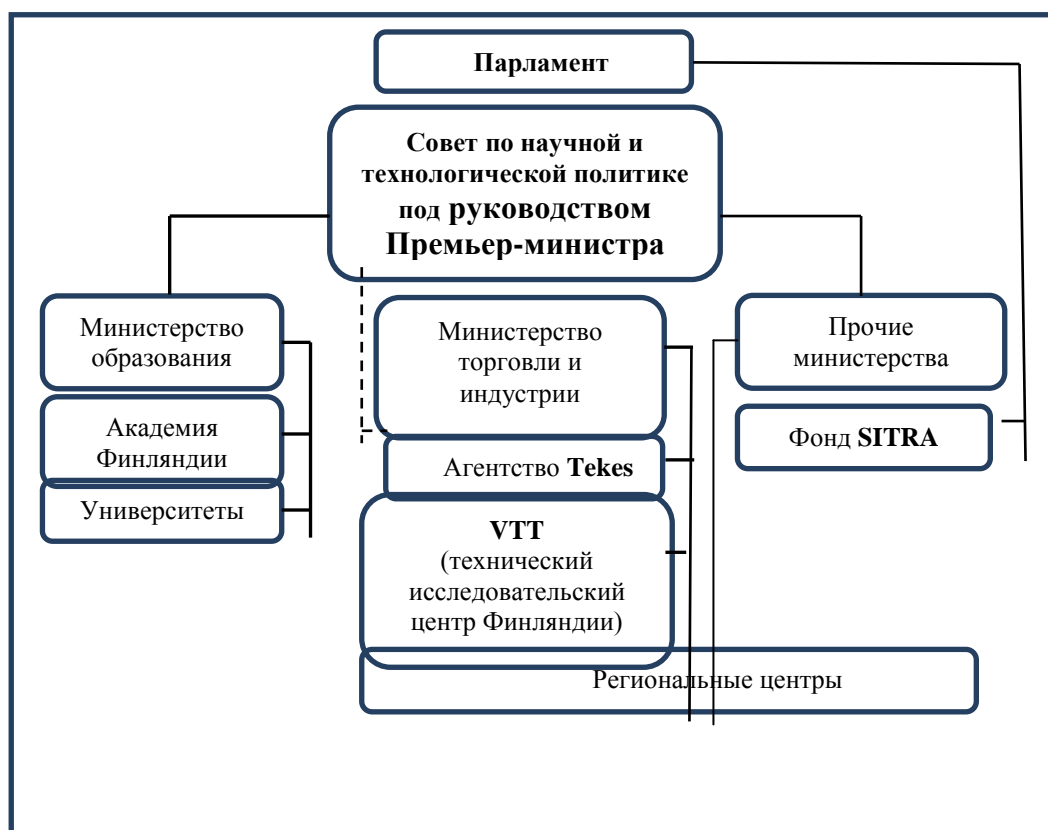 Парламент
Совет по научной и
технологической политике
под руководством
Премьер-министра
Министерство
образования
Академия
Финляндии
Университеты
Министерство
торговли и
индустрии
Агентство Tekes
VTT
(технический
исследовательский
центр Финляндии)
Прочие
министерства
Фонд SITRA
Региональные центры